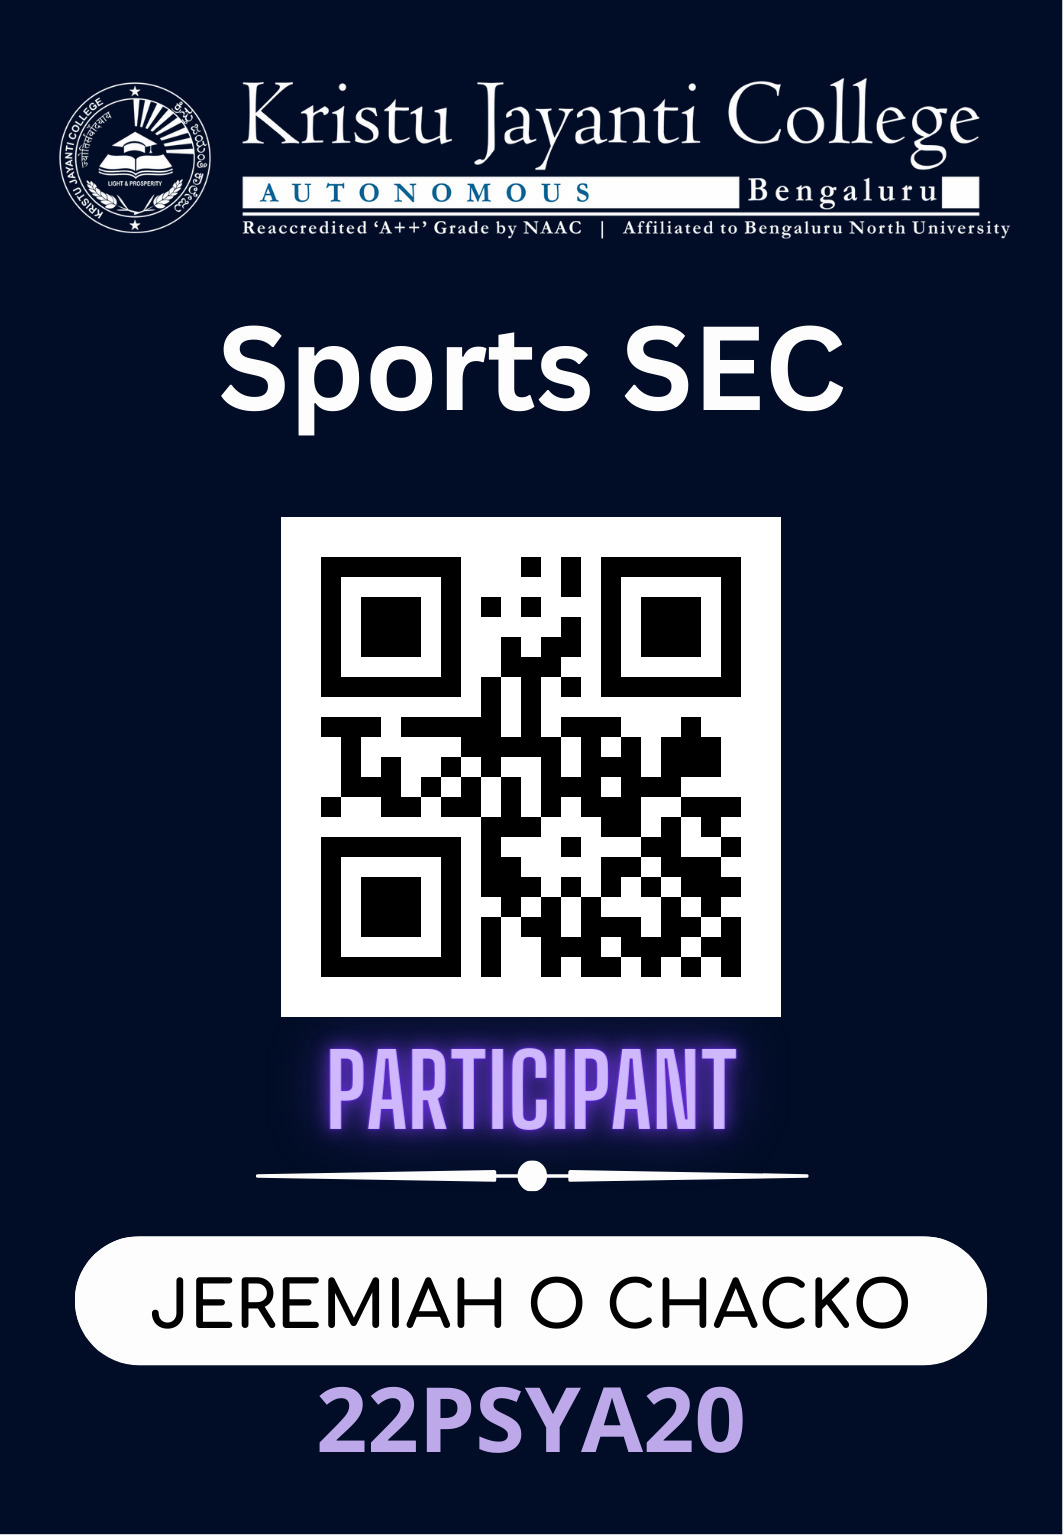 KRISTU JAYANTI COLLEGE
ಕ್ರಿಸ್ತು ಜಯಂತಿ ಕಾಲೇಜು
LIGHT & PROSPERITY
Kristu Jayanti College
AUTONOMOUS Bengaluru
Reaccredited ‘A++’ Grade by NAAC | Affiliated to Bengaluru North University
Sports SEC
PARTICIPANT
JEREMIAH O CHACKO
22PSYA20